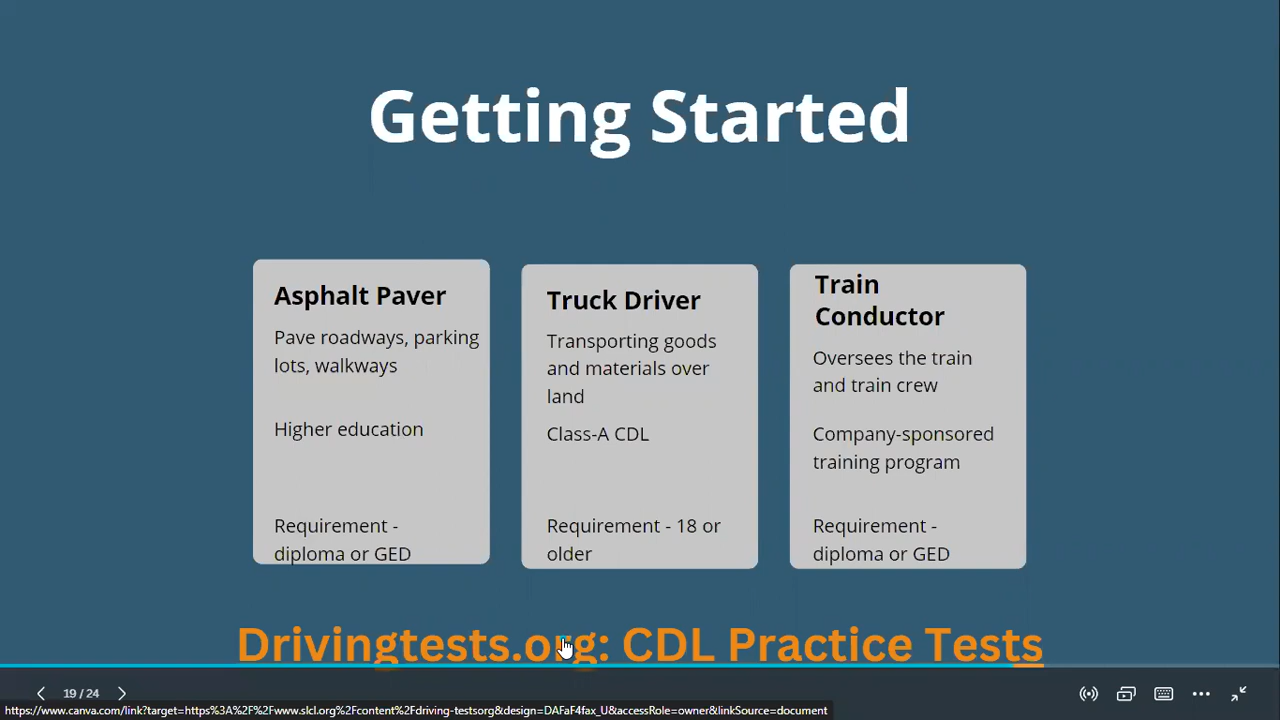 Getting Started
Asphalt Paver
Pave roadways, parking
lots, walkways
Higher education
Requirement -
diploma or GED
Truck Driver
Transporting goods
and materials over
land
Class-A CDL
Requirement - 18 or
older
Train
Conductor
Oversees the train
and train crew
Company-sponsored
training program
Requirement -
diploma or GED
Drivingtests.org: CDL Practice Tests
19 / 24
https://www.canva.com/link?target=https%3A%2F%2Fwww.slcl.org%2Fcontent%2Fdriving-testsorg&design=DAFaF4fax_U&accessRole=owner&linkSource=document